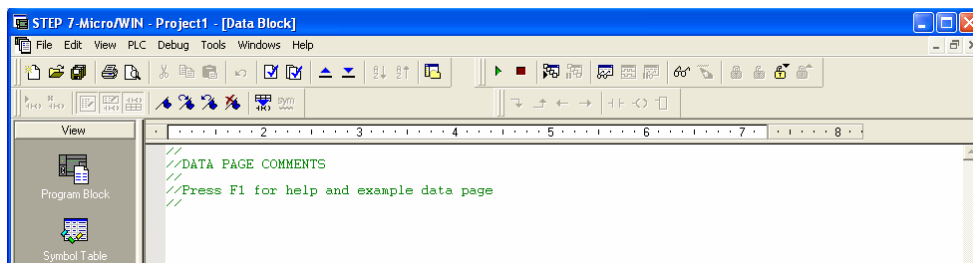 STEP 7-Micro/WIN - Project1 - [Data Block]
File Edit View PLC Debug Tools Windows Help
sym
View
2 3 4 5 6 7 8
//
//DATA PAGE COMMENTS
//
//Press F1 for help and example data page
//
Program Block
Symbol Table